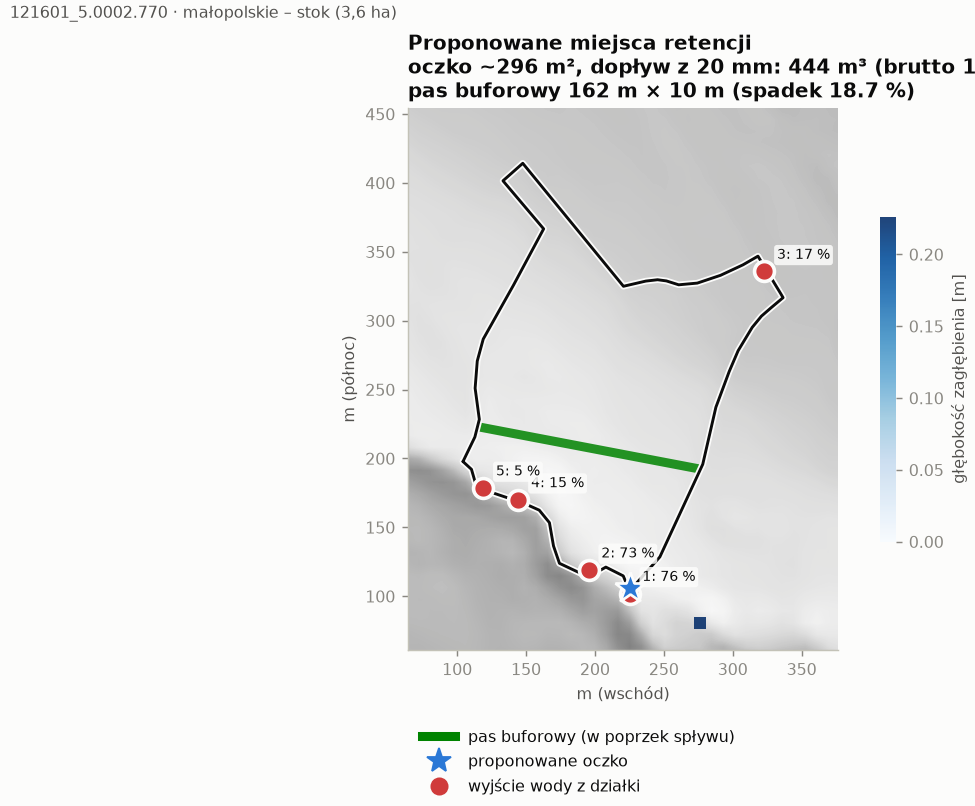 121601_5.0002.770 · małopolskie – stok (3,6 ha)
Proponowane miejsca retencji
oczko ~296 m², dopływ z 20 mm: 444 m³ (brutto 1
pas buforowy 162 m × 10 m (spadek 18.7 %)
450
400
350
300
250
200
150
100
m (północ)
3: 17 %
5: 5 %
4: 15 %
2: 73 %
1: 76 %
100
150
200
250
300
350
m (wschód)
0.20
0.15
0.10
0.05
0.00
głębokość zagłębienia [m]
pas buforowy (w poprzek spływu)
proponowane oczko
wyjście wody z działki